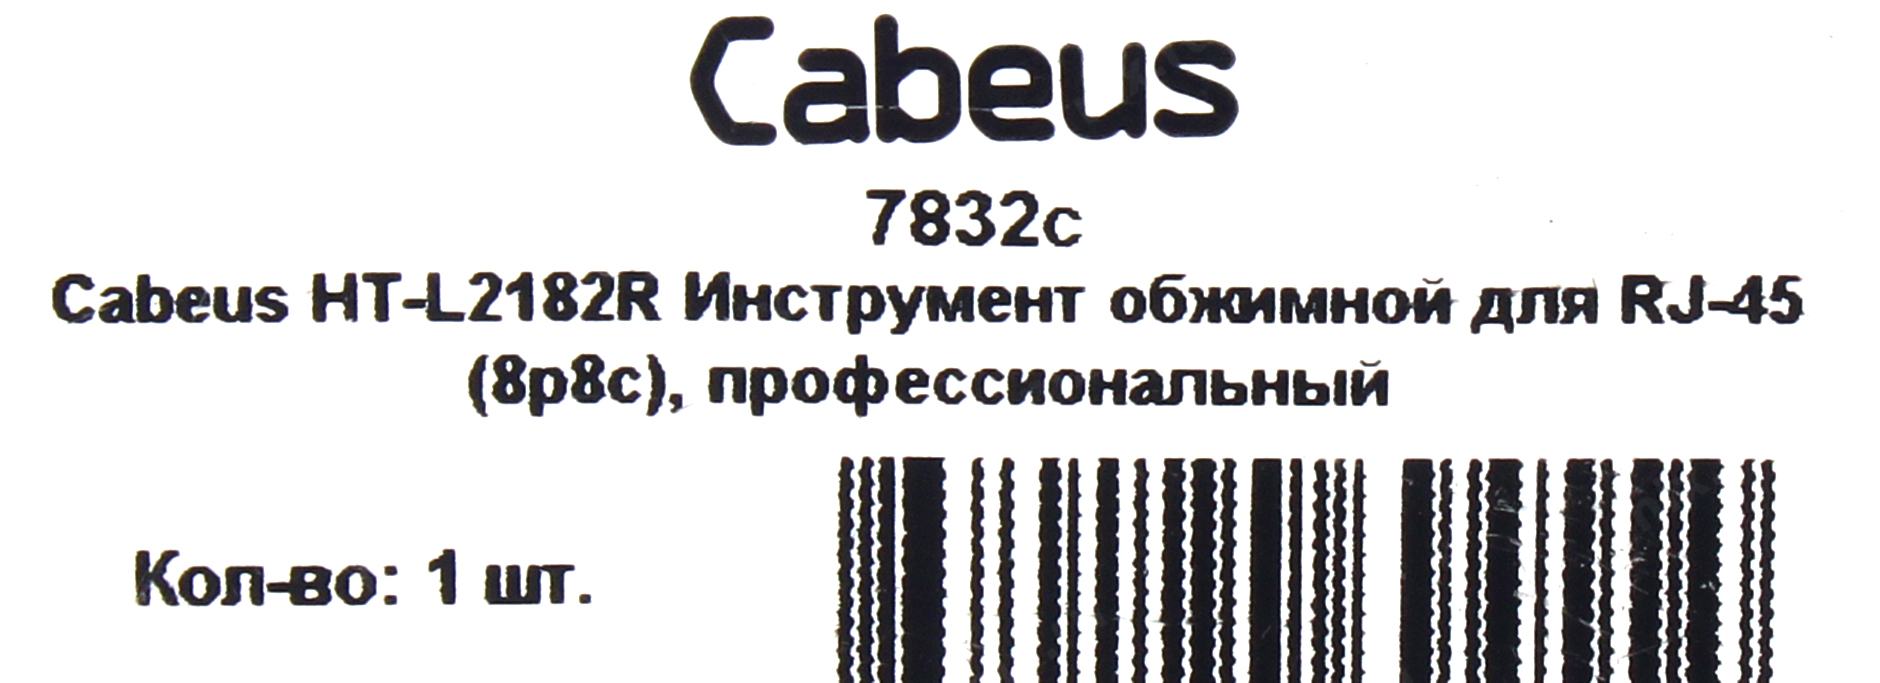 Cabeus
7832c
Cabeus HT-L2182R Инструмент обжимной для RJ-45
(8p8c), профессиональный
Кол-во: 1 шт.